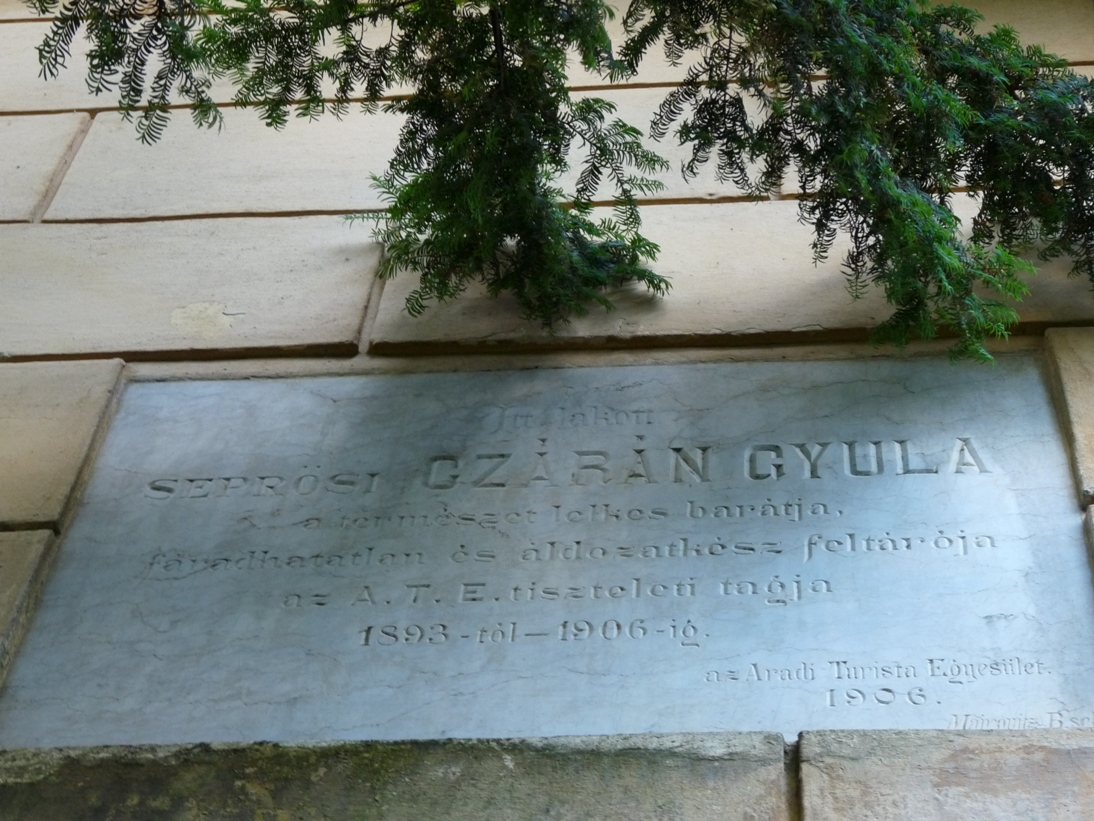 Itt lakott
SEPRŐSI CZÁRÁN GYULA
a természet lelkes barátja,
fáradhatatlan és áldozatkész feltárója
az A.T.E. tiszteleti tagja
1893-tól–1906-ig.
az Aradi Turista Egyesület.
1906.